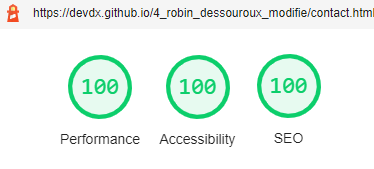 https://devdx.github.io/4_robin_dessouroux_modifie/contact.html
100 100 100
Performance Accessibility SEO